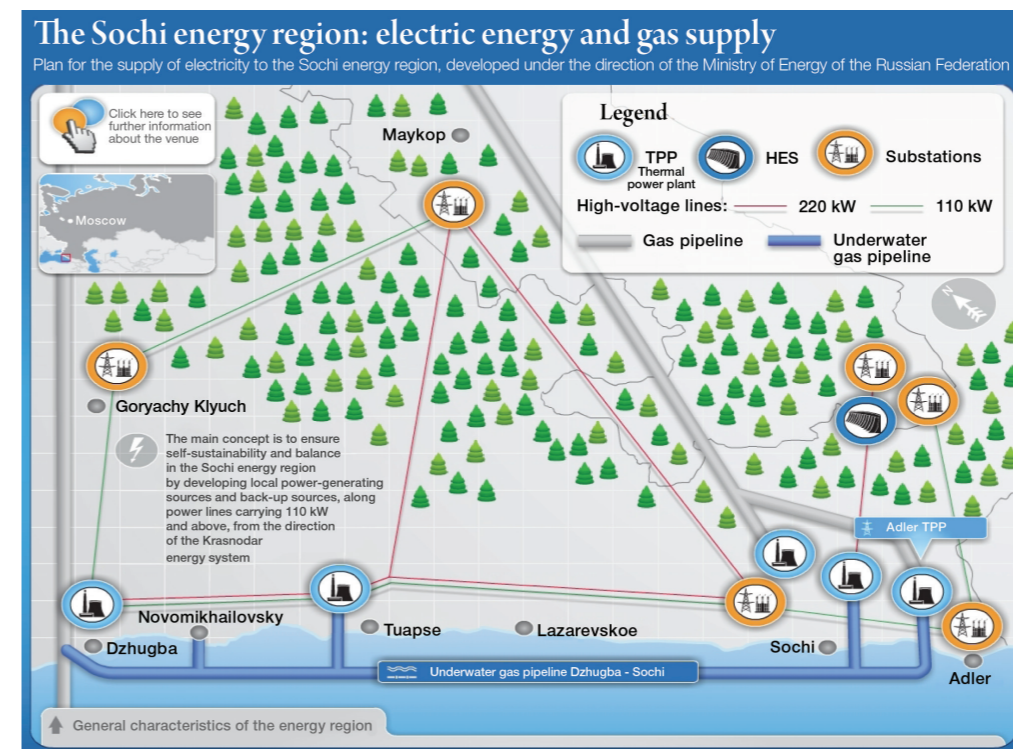 The Sochi energy region: electric energy and gas supply
Plan for the supply of electricity to the Sochi energy region, developed under the direction of the Ministry of Energy of the Russian Federation
Click here to see
further information
about the venue
Moscow
Maykop
Legend
TPP
Thermal
power plant
HES
Substations
High-voltage lines:
220 kW
110 kW
Gas pipeline
Underwater
gas pipeline
N
Goryachy Klyuch
The main concept is to ensure
self-sustainability and balance
in the Sochi energy region
by developing local power-generating
sources and back-up sources, along
power lines carrying 110 kW
and above, from the direction
of the Krasnodar
energy system
Adler TPP
Novomikhailovsky
Dzhugba
Tuapse
Lazarevskoe
Sochi
Adler
Underwater gas pipeline Dzhugba - Sochi
General characteristics of the energy region